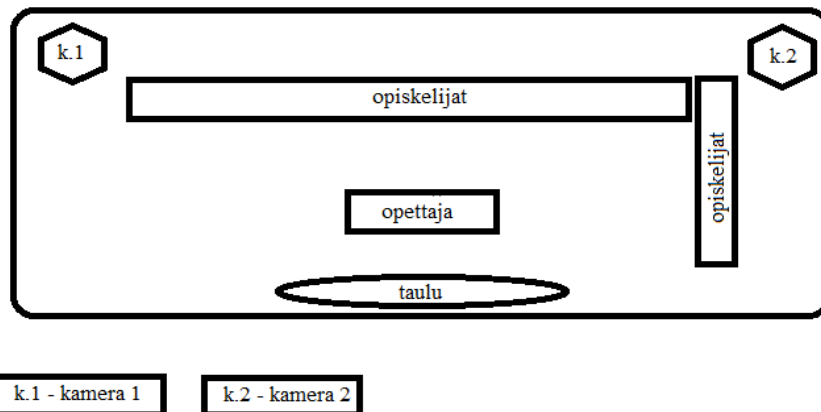 k.1
k.2
opiskelijat
opiskelijat
opettaja
taulu
k.1 - kamera 1
k.2 - kamera 2